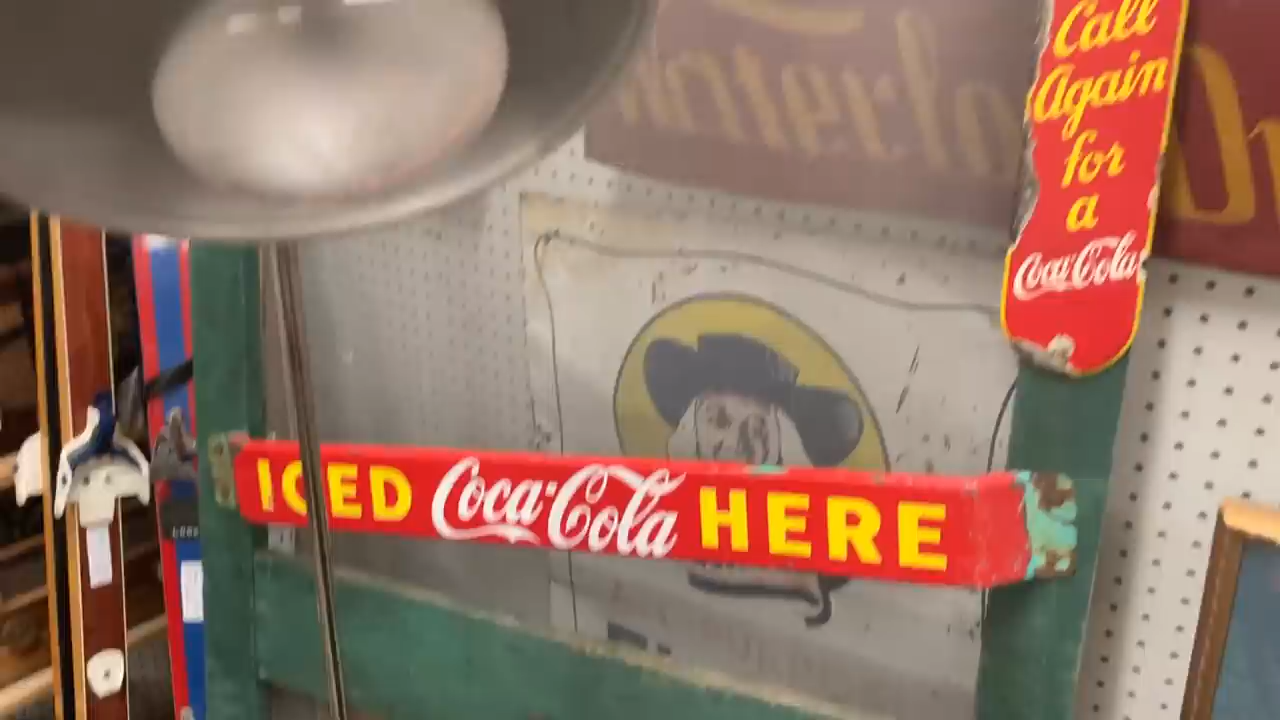 Call
Again
for
a
Coca-Cola
ICED Coca-Cola HERE